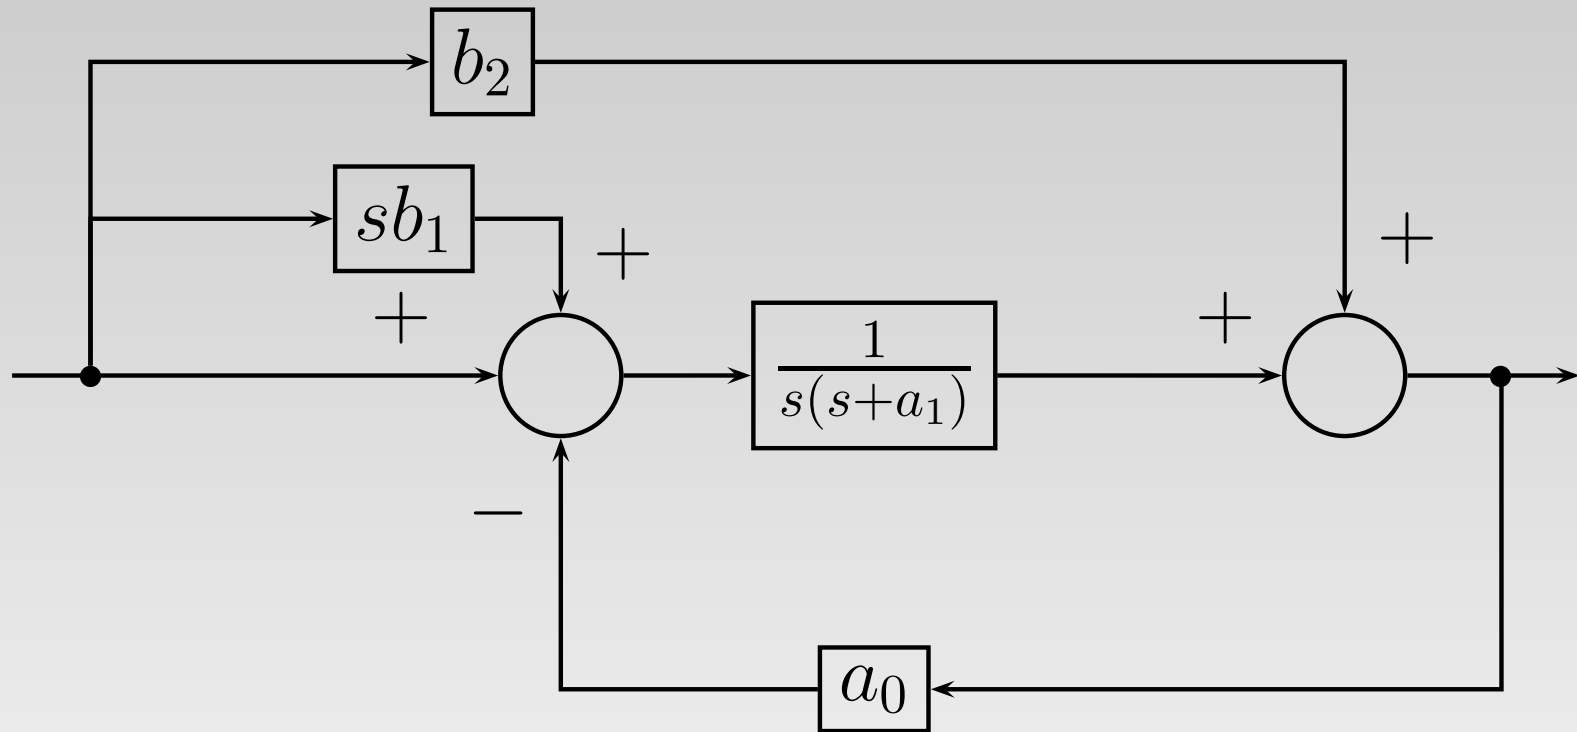 b₂
sb₁
+
+
+
+
1
s(s+a₁)
−
a₀